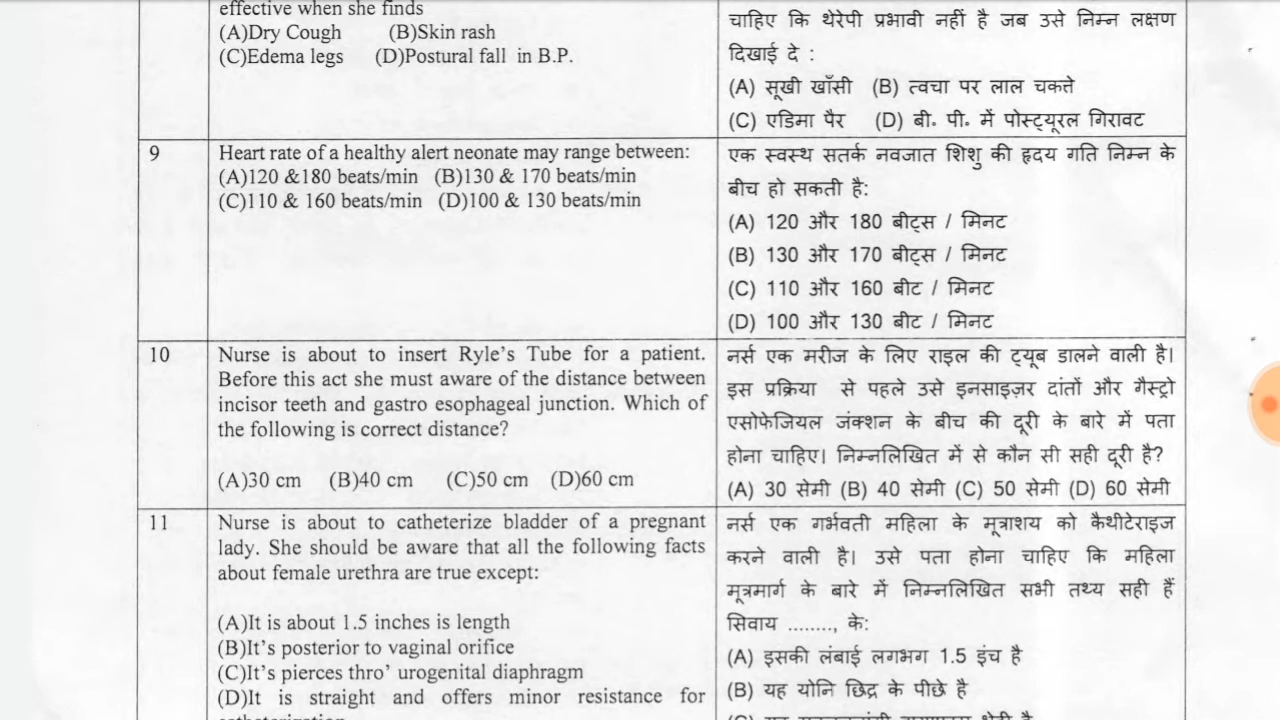 effective when she finds
(A)Dry Cough (B)Skin rash
(C)Edema legs (D)Postural fall in B.P.
चाहिए कि थेरेपी प्रभावी नहीं है जब उसे निम्न लक्षण
दिखाई दे :
(A) सूखी खाँसी (B) त्वचा पर लाल चकत्ते
(C) एडिमा पैर (D) बी॰ पी॰ में पोस्ट्यूरल गिरावट
9
Heart rate of a healthy alert neonate may range between:
(A)120 &180 beats/min (B)130 & 170 beats/min
(C)110 & 160 beats/min (D)100 & 130 beats/min
एक स्वस्थ सतर्क नवजात शिशु की हृदय गति निम्न के
बीच हो सकती है:
(A) 120 और 180 बीट्स / मिनट
(B) 130 और 170 बीट्स / मिनट
(C) 110 और 160 बीट / मिनट
(D) 100 और 130 बीट / मिनट
10
Nurse is about to insert Ryle's Tube for a patient.
Before this act she must aware of the distance between
incisor teeth and gastro esophageal junction. Which of
the following is correct distance?
(A)30 cm (B)40 cm (C)50 cm (D)60 cm
नर्स एक मरीज के लिए राइल की ट्यूब डालने वाली है।
इस प्रक्रिया से पहले उसे इनसाइज़र दांतों और गैस्ट्रो
एसोफेजियल जंक्शन के बीच की दूरी के बारे में पता
होना चाहिए। निम्नलिखित में से कौन सी सही दूरी है?
(A) 30 सेमी (B) 40 सेमी (C) 50 सेमी (D) 60 सेमी
11
Nurse is about to catheterize bladder of a pregnant
lady. She should be aware that all the following facts
about female urethra are true except:
(A)It is about 1.5 inches is length
(B)It's posterior to vaginal orifice
(C)It's pierces thro' urogenital diaphragm
(D)It is straight and offers minor resistance for
नर्स एक गर्भवती महिला के मूत्राशय को कैथीटेराइज
करने वाली है। उसे पता होना चाहिए कि महिला
मूत्रमार्ग के बारे में निम्नलिखित सभी तथ्य सही हैं
सिवाय ........, के:
(A) इसकी लंबाई लगभग 1.5 इंच है
(B) यह योनि छिद्र के पीछे है